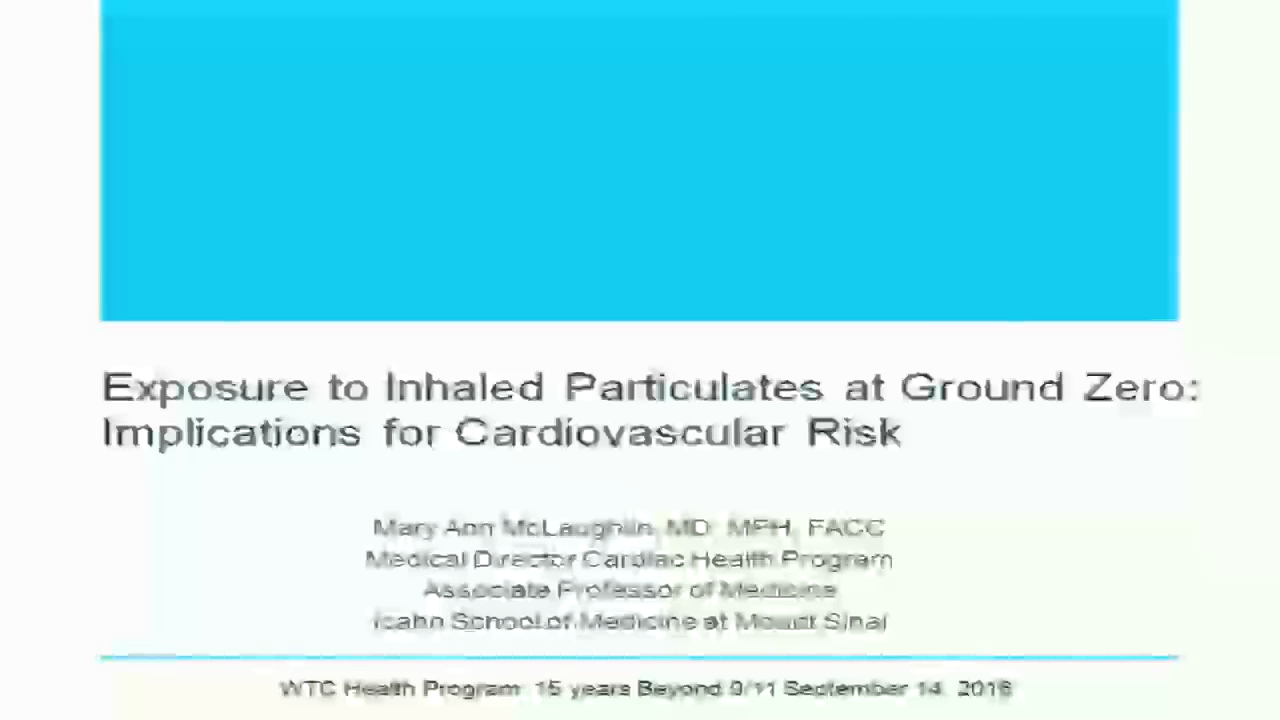 Exposure to Inhaled Particulates at Ground Zero:
Implications for Cardiovascular Risk
Mary Ann McLaughlin, MD, MPH, FACC
Medical Director Cardiac Health Program
Associate Professor of Medicine
Icahn School of Medicine at Mount Sinai
WTC Health Program: 15 years Beyond 9/11 September 14, 2016